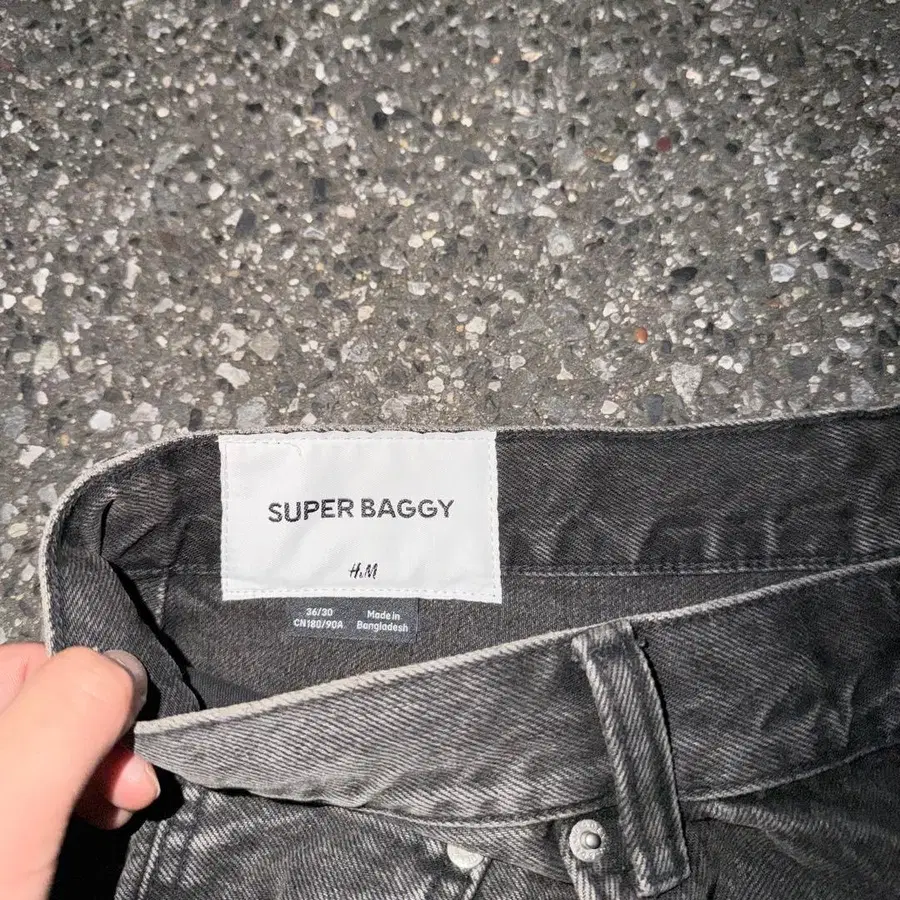 SUPER BAGGY
H&M
36/30
CN180/90A
Made in
Bangladesh